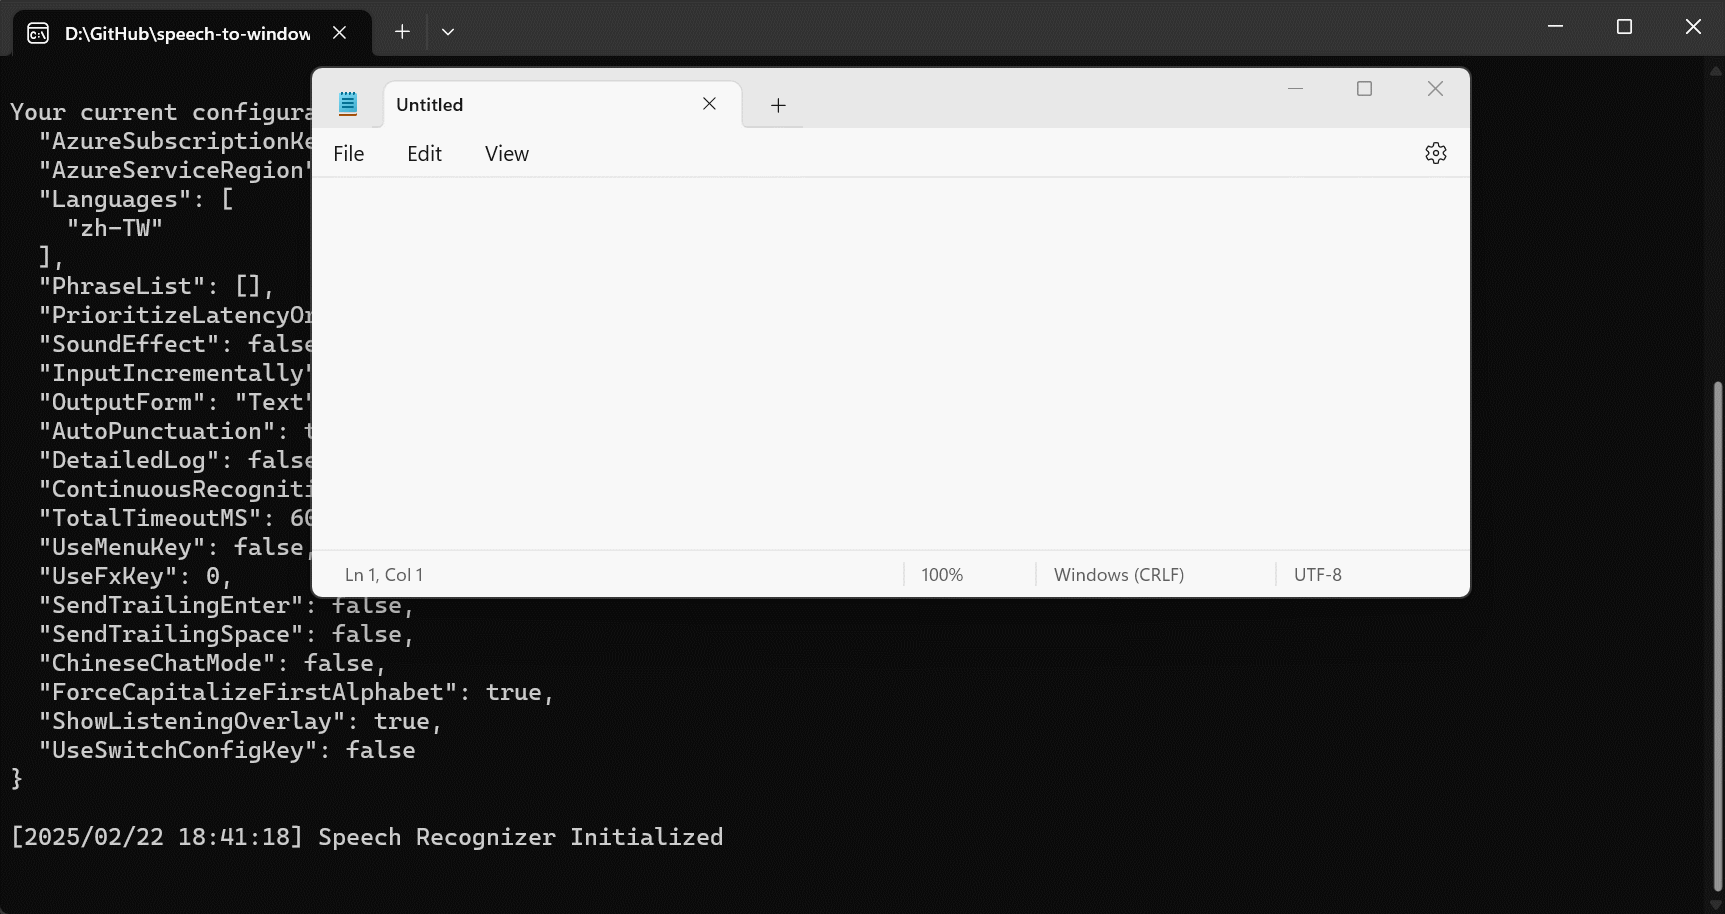 D:\GitHub\speech-to-window
Your current configura
"AzureSubscriptionKe
"AzureServiceRegion"
"Languages": [
"zh-TW"
],
"PhraseList": [],
"PrioritizeLatencyOr
"SoundEffect": false
"InputIncrementally"
"OutputForm": "Text"
"AutoPunctuation": t
"DetailedLog": false
"ContinuousRecogniti
"TotalTimeoutMS": 60
"UseMenuKey": false,
"UseFxKey": 0,
"SendTrailingEnter": false,
"SendTrailingSpace": false,
"ChineseChatMode": false,
"ForceCapitalizeFirstAlphabet": true,
"ShowListeningOverlay": true,
"UseSwitchConfigKey": false
}
[2025/02/22 18:41:18] Speech Recognizer Initialized
Untitled
File Edit View
Ln 1, Col 1 100% Windows (CRLF) UTF-8